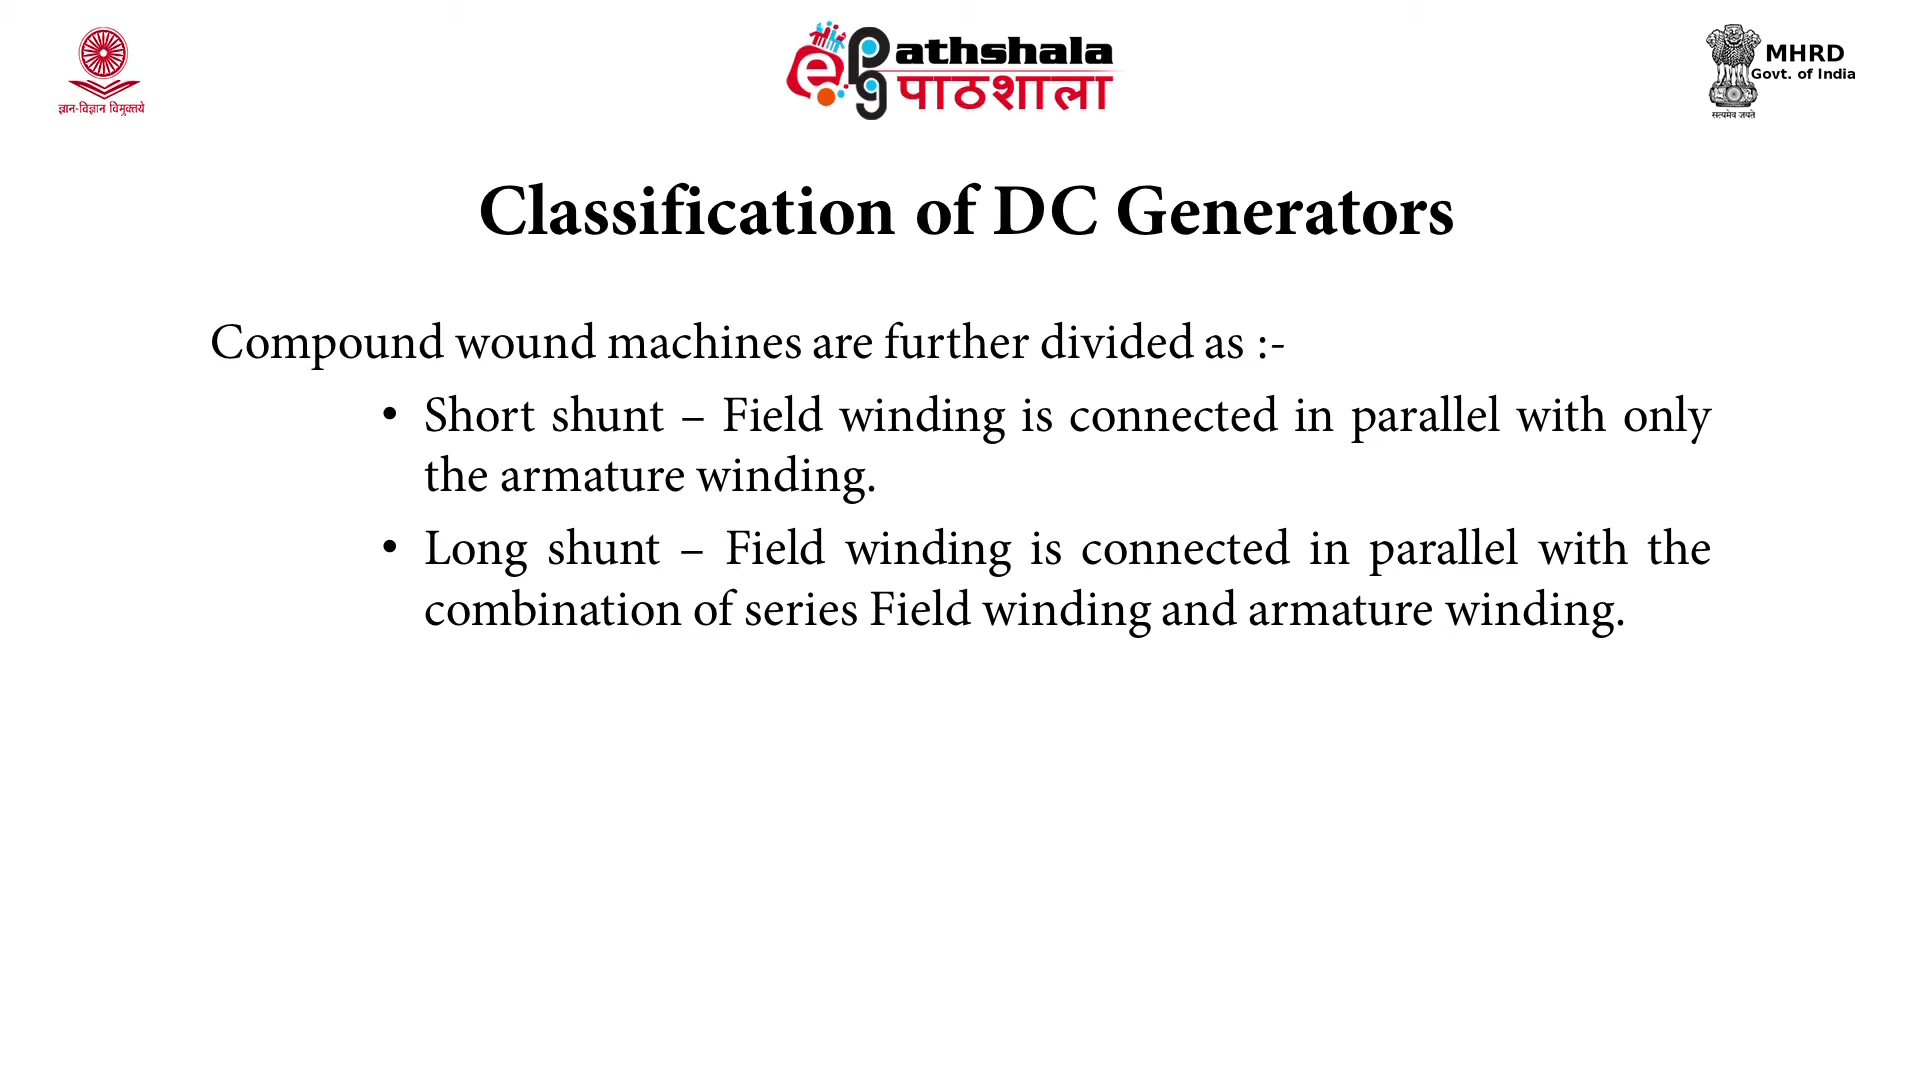 ज्ञान-विज्ञान विमुक्तये
ePathshala
पाठशाला
MHRD
Govt. of India
सत्यमेव जयते
Classification of DC Generators
Compound wound machines are further divided as :-
• Short shunt – Field winding is connected in parallel with only
the armature winding.
• Long shunt – Field winding is connected in parallel with the
combination of series Field winding and armature winding.